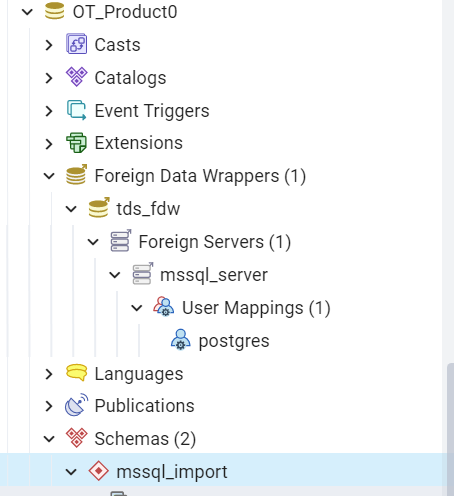 OT_Product0
Casts
Catalogs
Event Triggers
Extensions
Foreign Data Wrappers (1)
tds_fdw
Foreign Servers (1)
mssql_server
User Mappings (1)
postgres
Languages
Publications
Schemas (2)
mssql_import